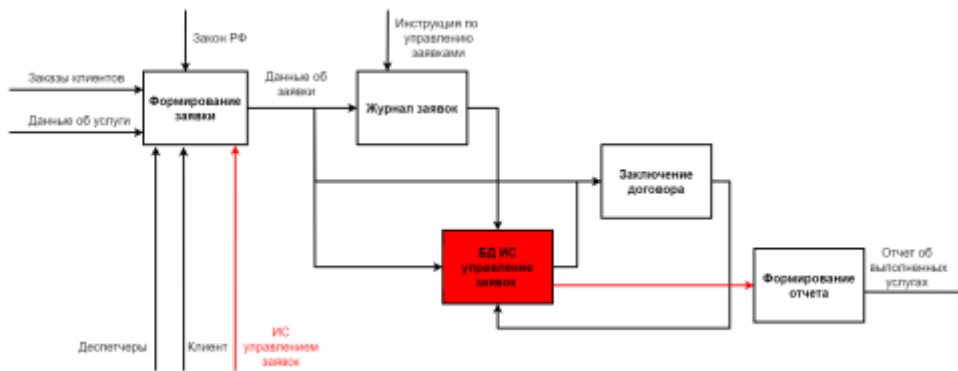 Закон РФ
Инструкция по
управлению
заявками
Заказы клиентов
Данные об услуги
Формирование
заявки
Данные об
заявки
Журнал заявок
Заключение
договора
БД ИС
управление
заявок
Формирование
отчета
Отчет об
выполненных
услугах
Деспетчеры
Клиент
ИС
управлением
заявок